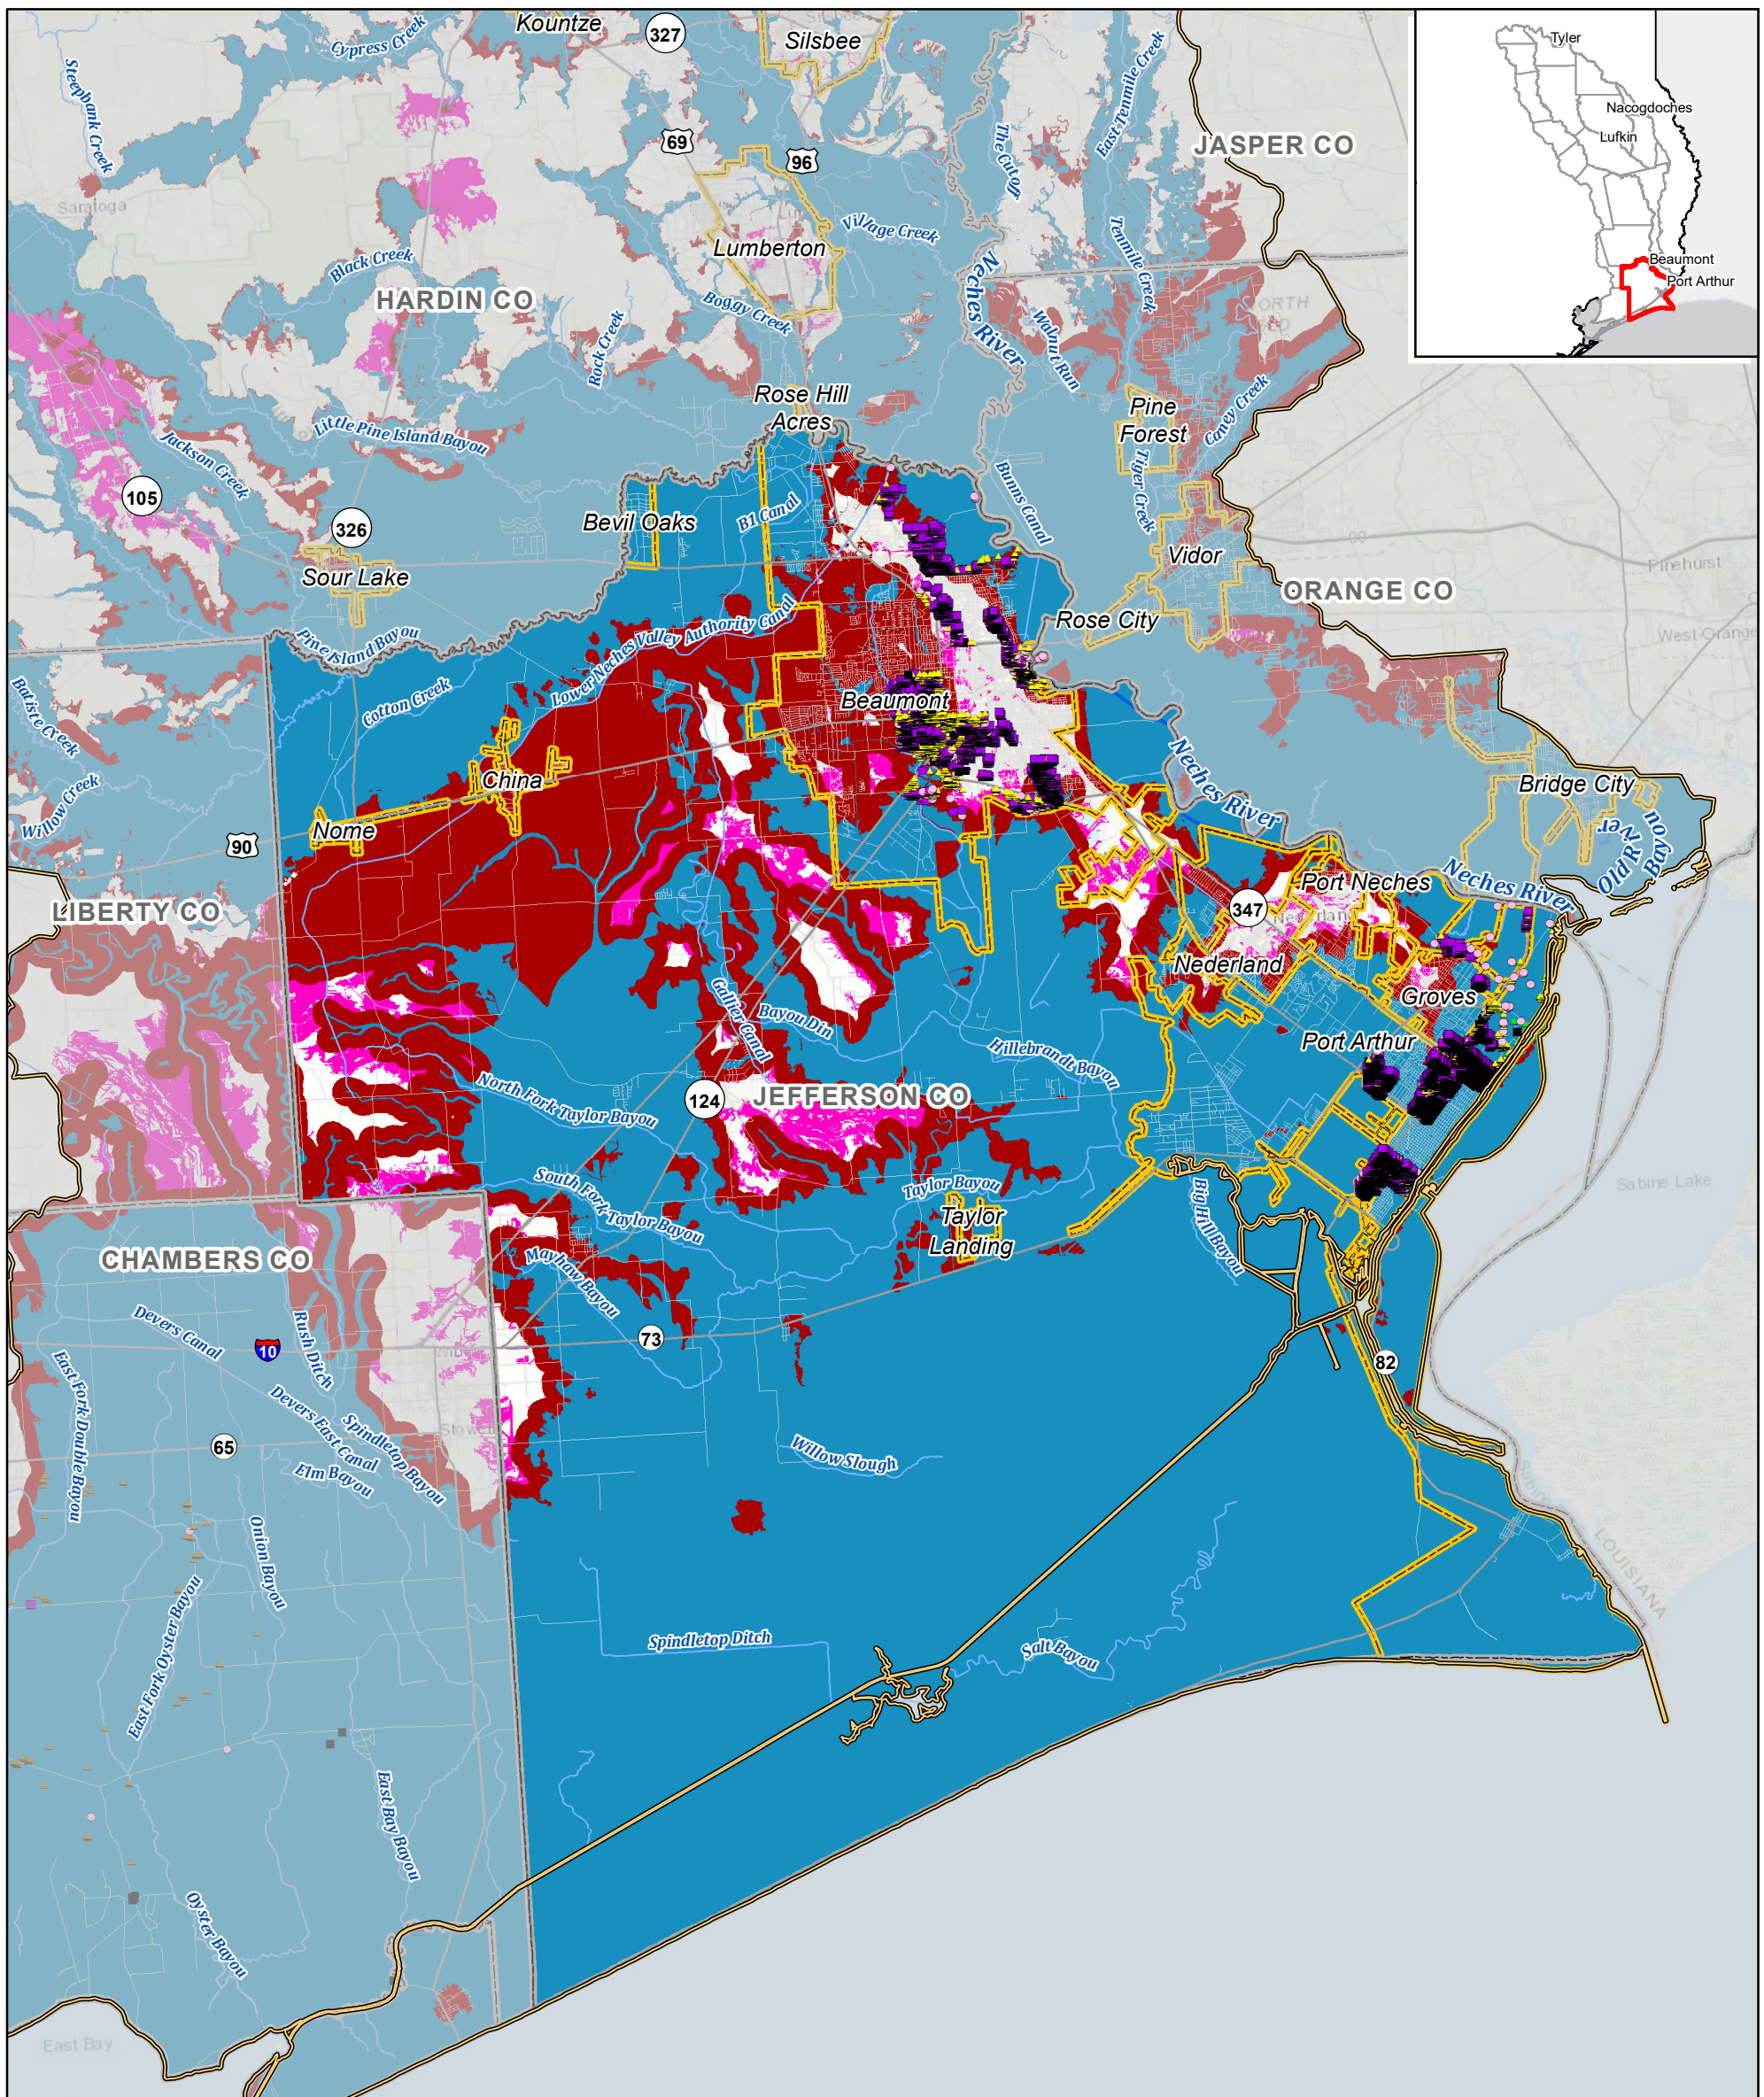 Kountze
327
Silsbee
Cypress Creek
Steepbank Creek
69
96
The Cutoff
East Tenmile Creek
JASPER CO
Tyler
Nacogdoches
Lufkin
Beaumont
Port Arthur
Saratoga
Lumberton
Village Creek
Tenmile Creek
Black Creek
HARDIN CO
Boggy Creek
Neches River
Rock Creek
Walnut Run
Rose Hill
Acres
Pine
Forest
Caney Creek
Little Pine Island Bayou
Jackson Creek
Tiger Creek
105
326
Bevil Oaks
B1 Canal
Bunns Canal
Vidor
90
Pinehurst
Sour Lake
ORANGE CO
Rose City
West Orange
Pine Island Bayou
Lower Neches Valley Authority Canal
Batiste Creek
Cotton Creek
Beaumont
Neches River
China
Bridge City
Willow Creek
Nome
90
Old River
Bayou
Port Neches
Neches River
347
LIBERTY CO
Nederland
Groves
Gallier Canal
Bayou Din
Port Arthur
Hillebrandt Bayou
North Fork Taylor Bayou
124
JEFFERSON CO
South Fork Taylor Bayou
Taylor Bayou
Big Hill Bayou
Sabine Lake
Taylor
Landing
CHAMBERS CO
Mayhaw Bayou
Devers Canal
Rush Ditch
10
73
82
East Fork Double Bayou
Devers East Canal
Spindletop Bayou
65
Elm Bayou
Willow Slough
Onion Bayou
LOUISIANA
East Fork Oyster Bayou
Spindletop Ditch
Salt Bayou
East Bay Bayou
Oyster Bayou
East Bay